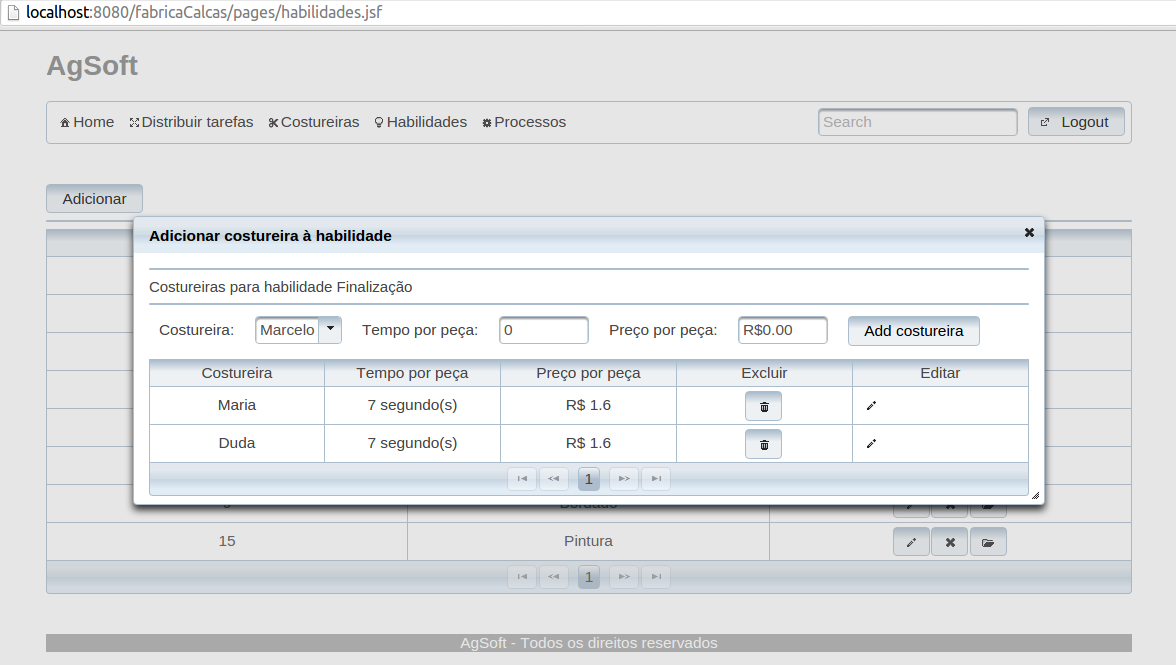 localhost:8080/fabricaCalcas/pages/habilidades.jsf
AgSoft
Home Distribuir tarefas Costureiras Habilidades Processos Search Logout
Adicionar
Adicionar costureira à habilidade
Costureiras para habilidade Finalização
Costureira: Marcelo Tempo por peça: 0 Preço por peça: R$0.00 Add costureira
Costureira Tempo por peça Preço por peça Excluir Editar
Maria 7 segundo(s) R$ 1.6
Duda 7 segundo(s) R$ 1.6
1
15 Pintura
1
AgSoft - Todos os direitos reservados